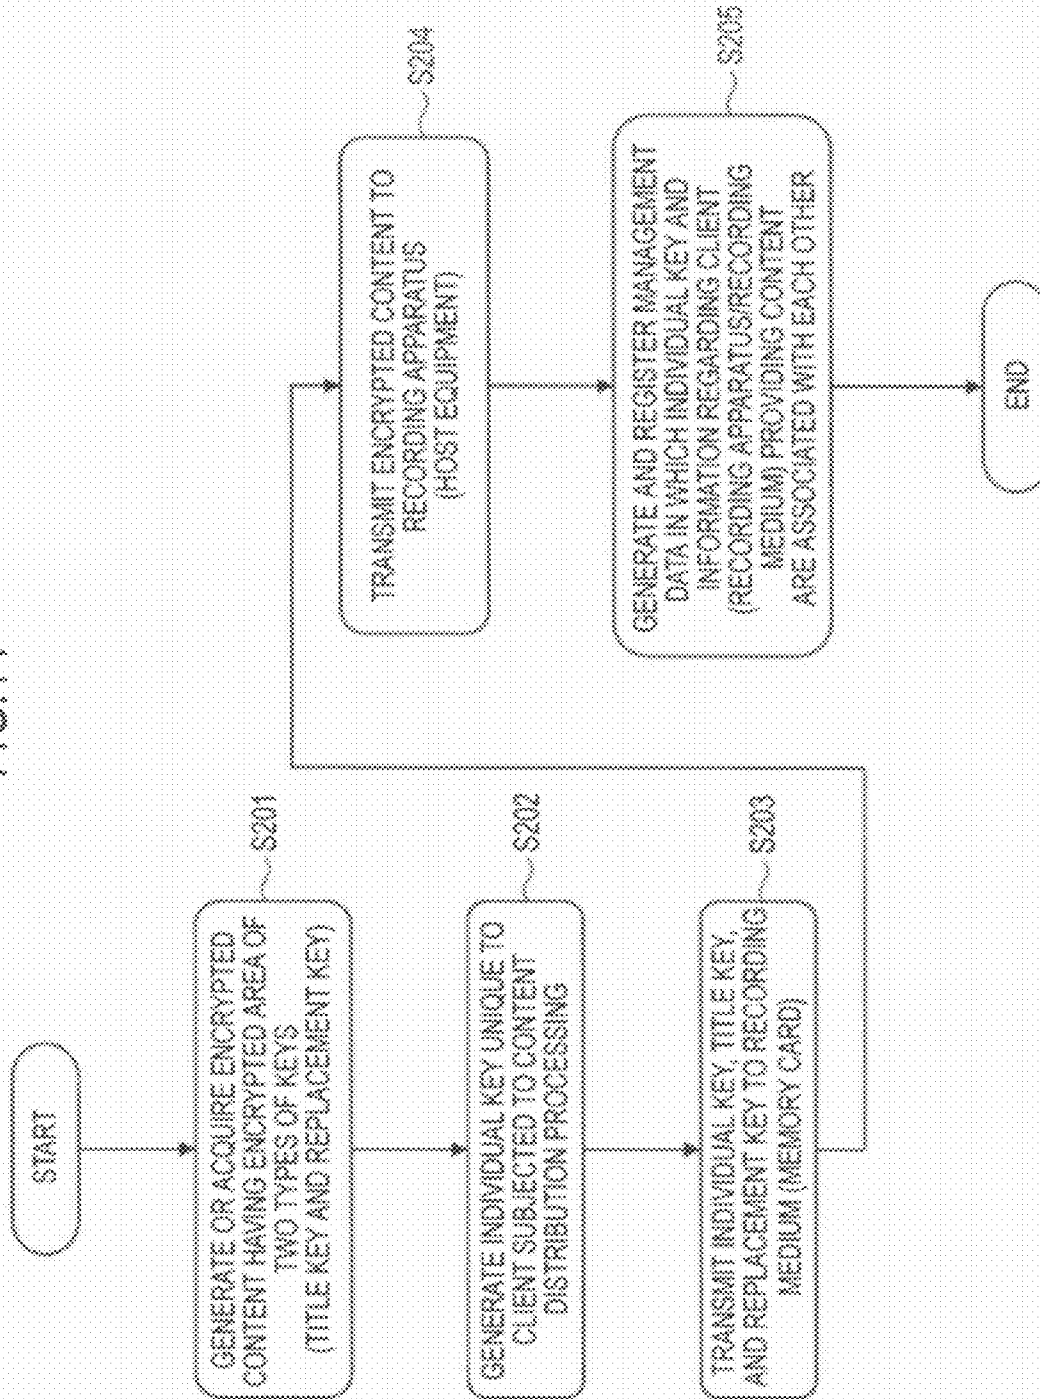 START
GENERATE OR ACQUIRE ENCRYPTED
CONTENT HAVING ENCRYPTED AREA OF
TWO TYPES OF KEYS
(TITLE KEY AND REPLACEMENT KEY)
S201
GENERATE INDIVIDUAL KEY UNIQUE TO
CLIENT SUBJECTED TO CONTENT
DISTRIBUTION PROCESSING
S202
TRANSMIT INDIVIDUAL KEY, TITLE KEY,
AND REPLACEMENT KEY TO RECORDING
MEDIUM (MEMORY CARD)
S203
TRANSMIT ENCRYPTED CONTENT TO
RECORDING APPARATUS
(HOST EQUIPMENT)
S204
GENERATE AND REGISTER MANAGEMENT
DATA IN WHICH INDIVIDUAL KEY AND
INFORMATION REGARDING CLIENT
(RECORDING APPARATUS/RECORDING
MEDIUM) PROVIDING CONTENT
ARE ASSOCIATED WITH EACH OTHER
S205
END